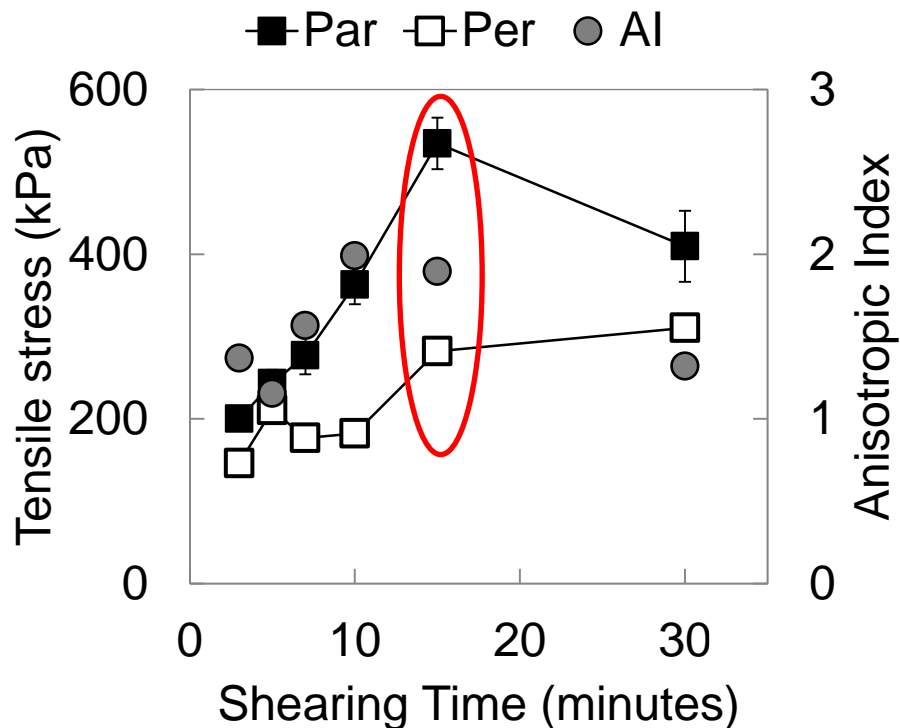 Par Per AI
600
400
200
0
Tensile stress (kPa)
3
2
1
0
Anisotropic Index
0 10 20 30
Shearing Time (minutes)